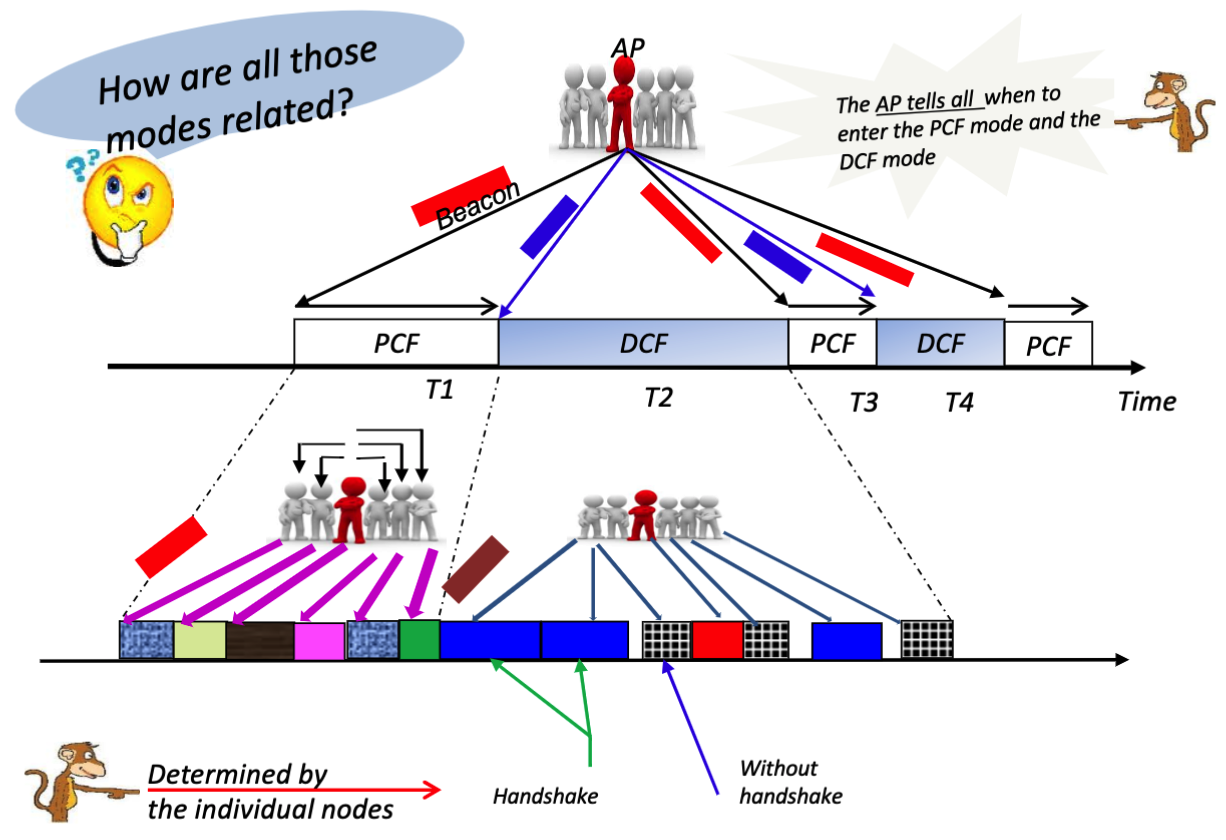 How are all those
modes related?
??
AP
The AP tells all when to
enter the PCF mode and the
DCF mode
Beacon
PCF
DCF
PCF
DCF
PCF
T1
T2
T3
T4
Time
Determined by
the individual nodes
Handshake
Without
handshake